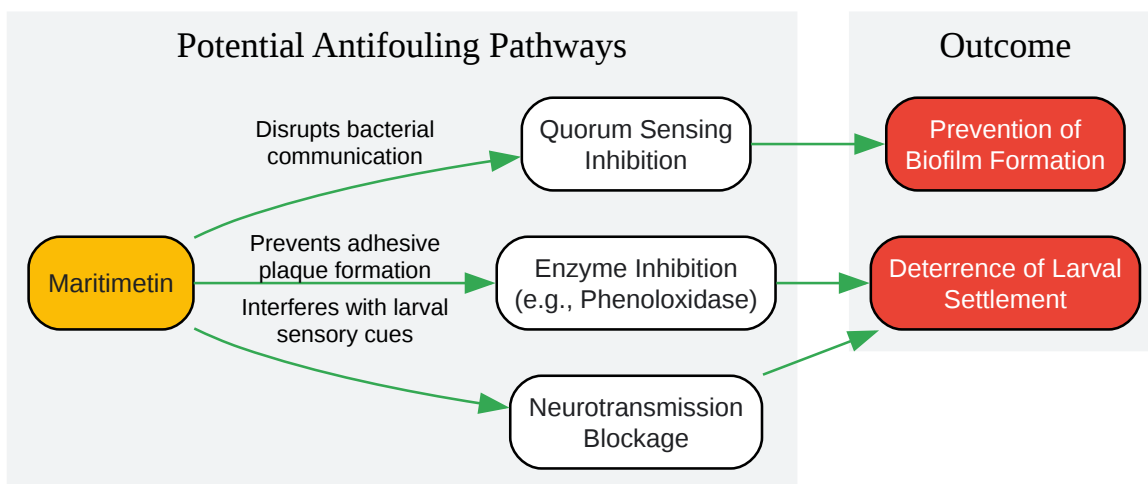 Potential Antifouling Pathways
Outcome
Disrupts bacterial
communication
Quorum Sensing
Inhibition
Prevention of
Biofilm Formation
Maritimetin
Prevents adhesive
plaque formation
Enzyme Inhibition
(e.g., Phenoloxidase)
Deterrence of Larval
Settlement
Interferes with larval
sensory cues
Neurotransmission
Blockage